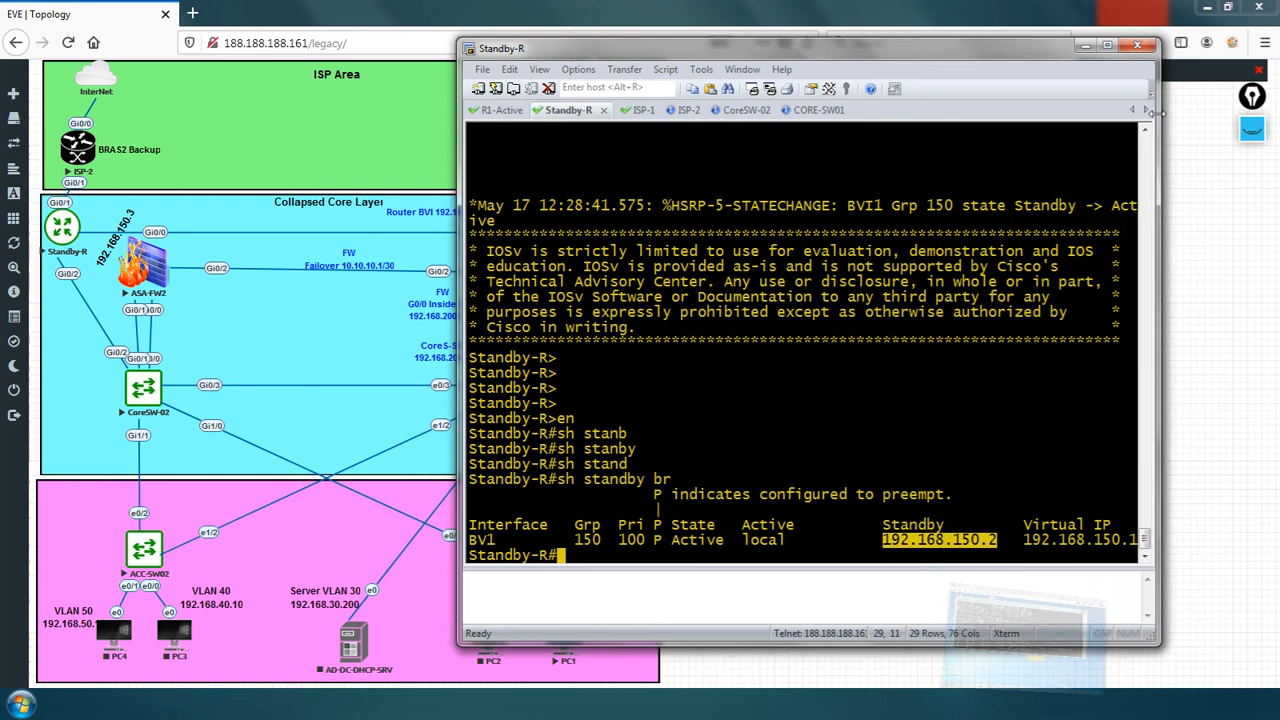 EVE | Topology
188.188.188.161/legacy/
ISP Area
InterNet
Gi0/0
BRAS2 Backup
ISP-2
Gi0/1
Collapsed Core Layer
Gi0/1
Router BVI 192.1
192.168.150.3
Gi0/0
Standby-R
FW
Gi0/2
Gi0/2
Failover 10.10.10.1/30
Gi0/2
ASA-FW2
FW
Gi0/1
G0/0 Inside
192.168.200
CoreS-S
Gi0/2
Gi0/1
192.168.20
Gi0/3
e0/3
CoreSW-02
Gi1/0
e1/2
Gi1/1
e0/2
e1/2
ACC-SW02
e0/1
e0/0
VLAN 40
192.168.40.10
Server VLAN 30
192.168.30.200
e0
VLAN 50
192.168.50.
e0
e0
PC4
PC3
AD-DC-DHCP-SRV
PC2
PC1
Standby-R
File Edit View Options Transfer Script Tools Window Help
Enter host <Alt+R>
R1-Active Standby-R ISP-1 ISP-2 CoreSW-02 CORE-SW01
*May 17 12:28:41.575: %HSRP-5-STATECHANGE: BVI1 Grp 150 state Standby -> Act
ive
****************************************************************************
* IOSv is strictly limited to use for evaluation, demonstration and IOS
* education. IOSv is provided as-is and is not supported by Cisco's
* Technical Advisory Center. Any use or disclosure, in whole or in part, *
* of the IOSv Software or Documentation to any third party for any
* purposes is expressly prohibited except as otherwise authorized by *
* Cisco in writing. *
****************************************************************************
Standby-R>
Standby-R>
Standby-R>
Standby-R>
Standby-R>en
Standby-R#sh stanb
Standby-R#sh stanby
Standby-R#sh stand
Standby-R#sh standby br
P indicates configured to preempt.
|
Interface Grp Pri P State Active Standby Virtual IP
BV1 150 100 P Active local 192.168.150.2 192.168.150.1
Standby-R#
Ready
Telnet: 188.188.188.16 29, 11 29 Rows, 76 Cols Xterm CAP NUM